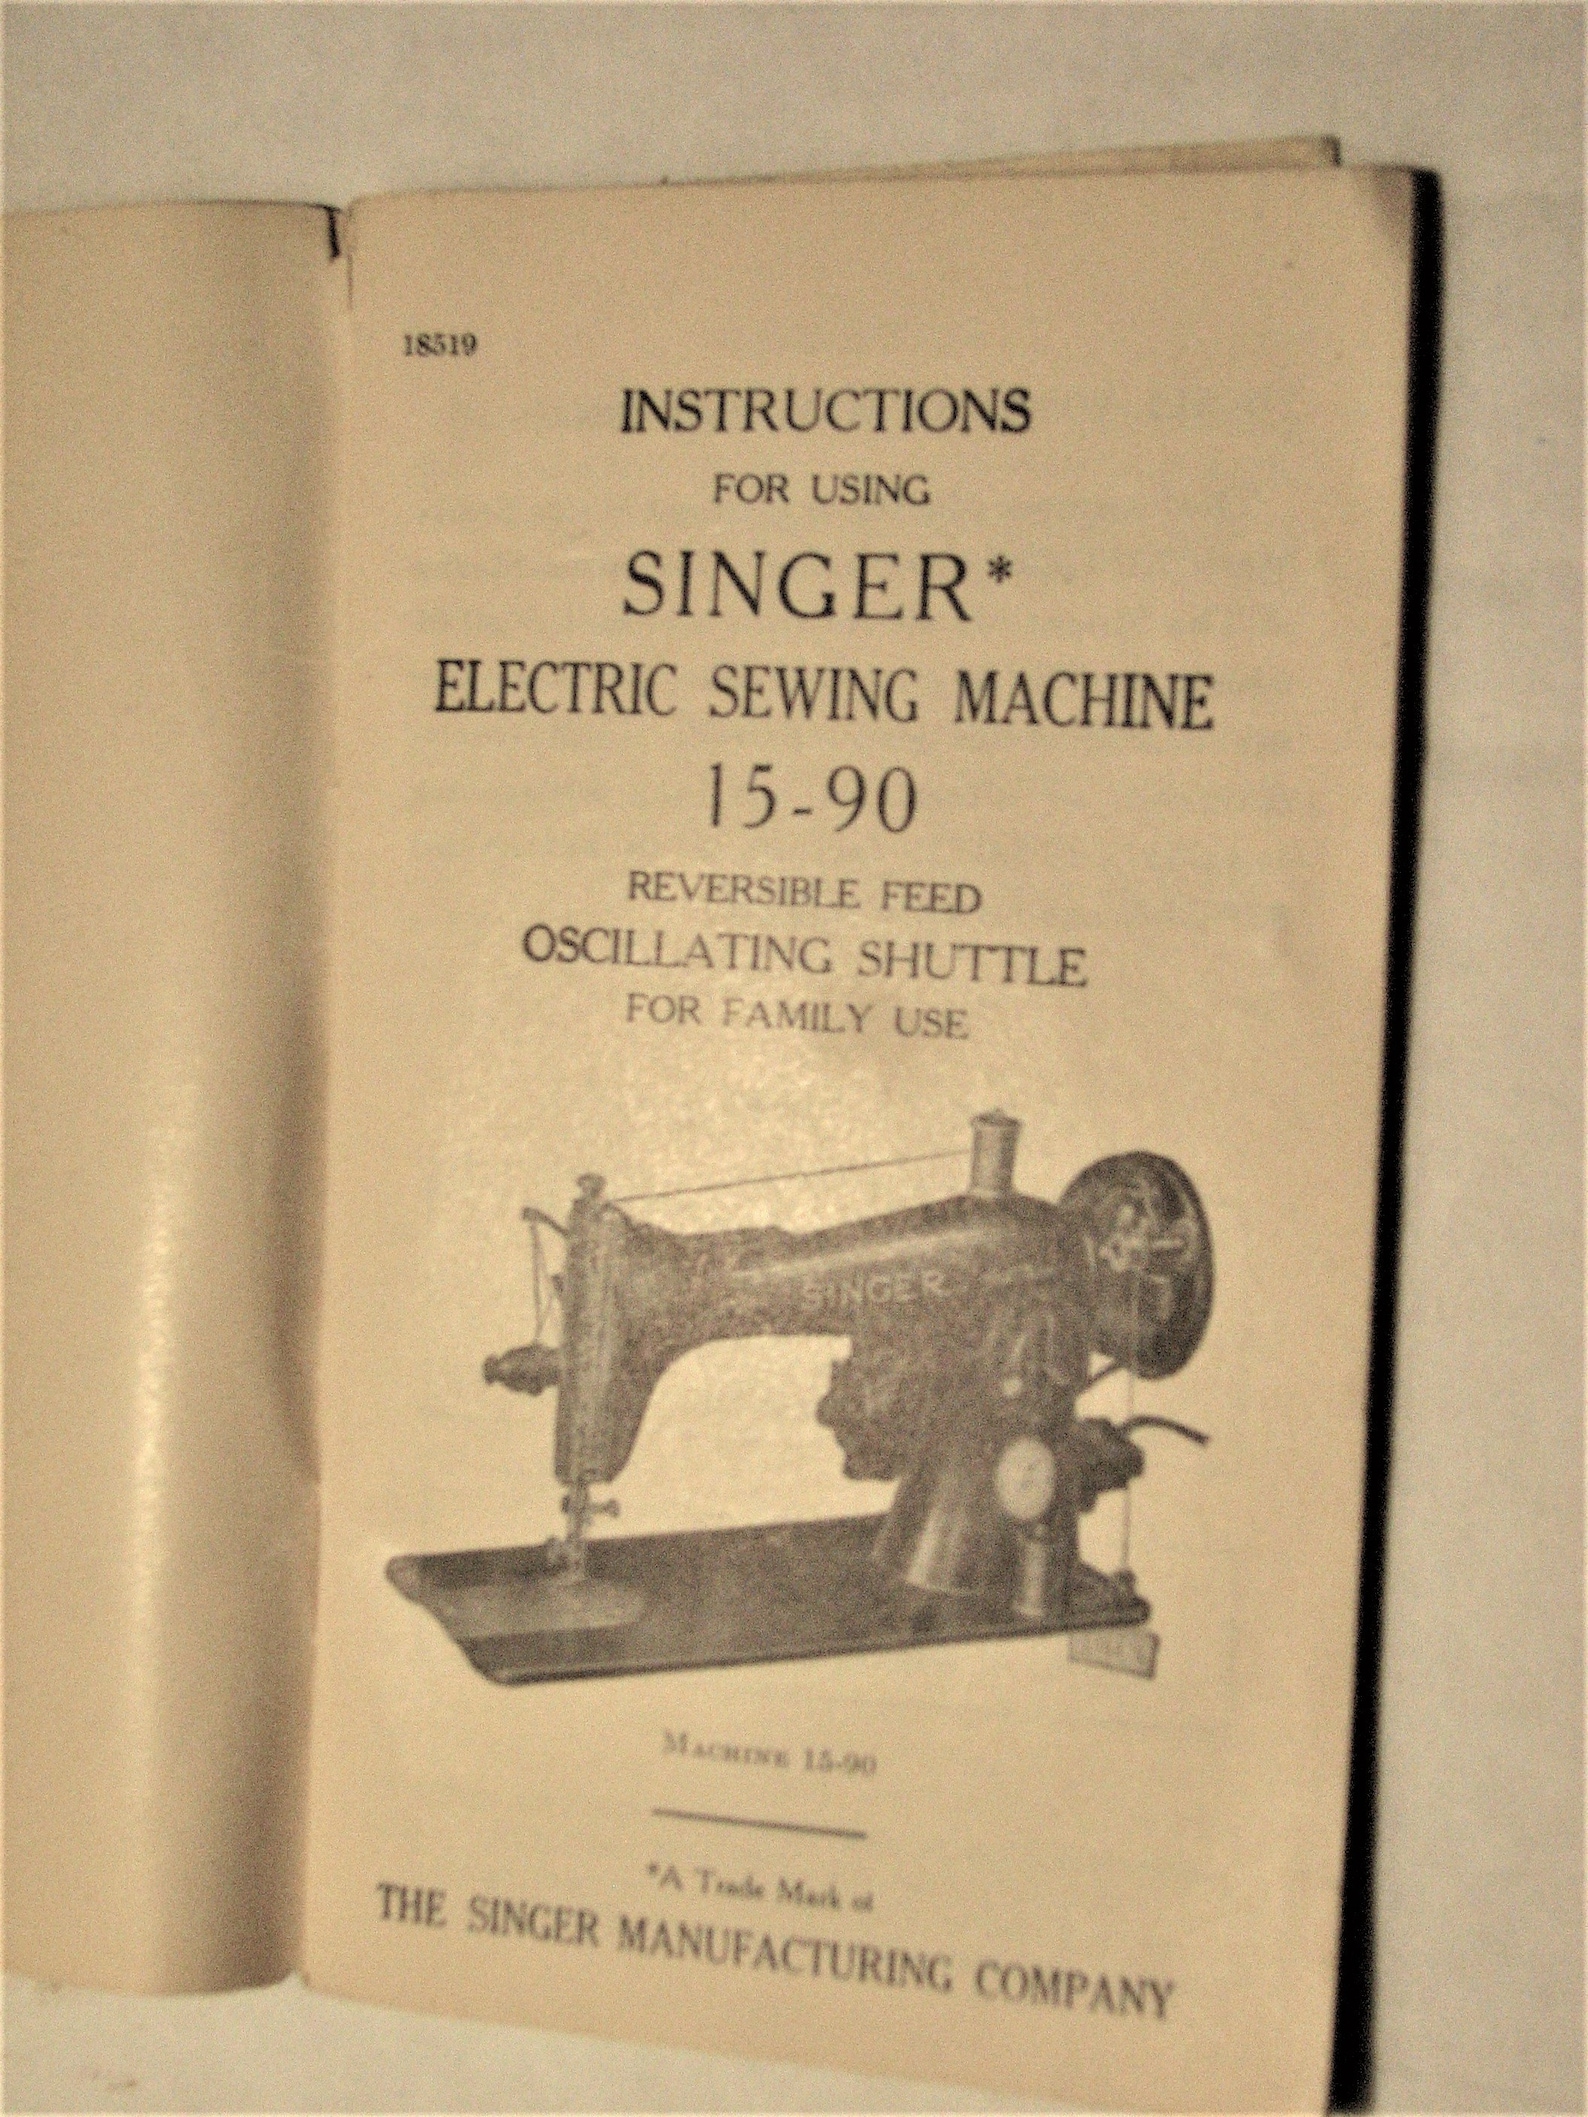 18519
INSTRUCTIONS
FOR USING
SINGER*
ELECTRIC SEWING MACHINE
15-90
REVERSIBLE FEED
OSCILLATING SHUTTLE
FOR FAMILY USE
SINGER
MACHINE 15-90
*A Trade Mark of
THE SINGER MANUFACTURING COMPANY